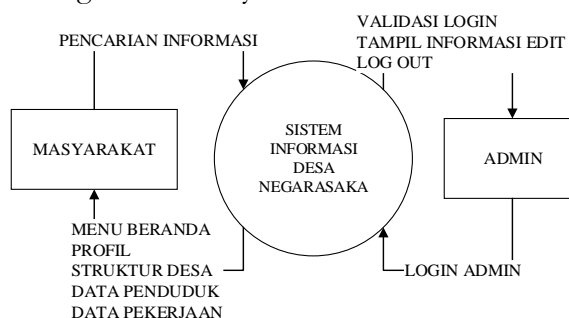 VALIDASI LOGIN
TAMPIL INFORMASI EDIT
LOG OUT
PENCARIAN INFORMASI
MASYARAKAT
SISTEM
INFORMASI
DESA
NEGARASAKA
ADMIN
MENU BERANDA
PROFIL
STRUKTUR DESA
DATA PENDUDUK
DATA PEKERJAAN
LOGIN ADMIN